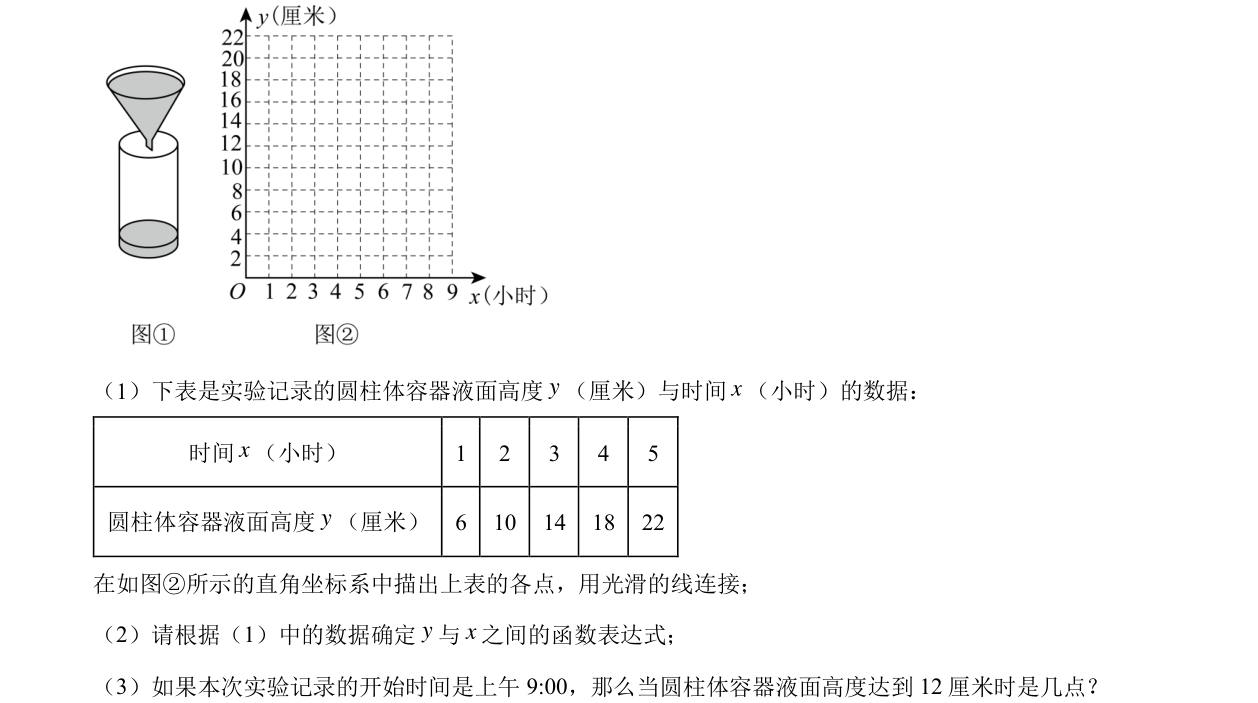 y(厘米)
22
20
18
16
14
12
10
8
6
4
2
O 1 2 3 4 5 6 7 8 9 x(小时)
图① 图②
（1）下表是实验记录的圆柱体容器液面高度 y（厘米）与时间 x（小时）的数据：
时间 x（小时） 1 2 3 4 5
圆柱体容器液面高度 y（厘米） 6 10 14 18 22
在如图②所示的直角坐标系中描出上表的各点，用光滑的线连接；
（2）请根据（1）中的数据确定 y 与 x 之间的函数表达式；
（3）如果本次实验记录的开始时间是上午 9:00，那么当圆柱体容器液面高度达到 12 厘米时是几点？